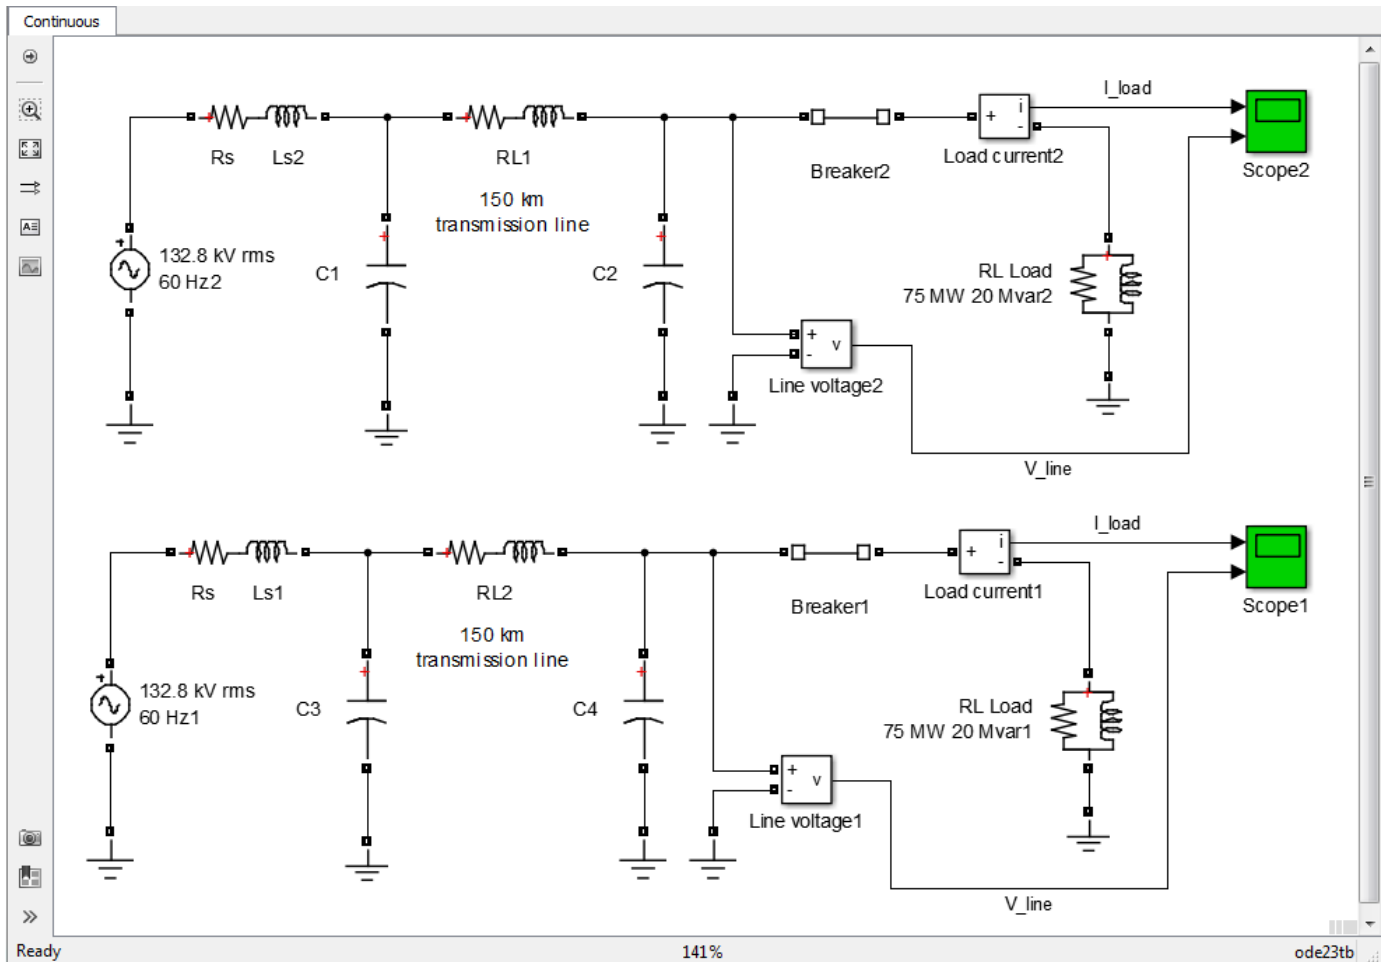 Continuous
I_load
Rs Ls2
RL1
Load current2
Breaker2
Scope2
150 km
transmission line
132.8 kV rms
60 Hz2
C1
C2
RL Load
75 MW 20 Mvar2
+
-
i
+
-
v
Line voltage2
V_line
I_load
Rs Ls1
RL2
Load current1
Breaker1
Scope1
150 km
transmission line
132.8 kV rms
60 Hz1
C3
C4
RL Load
75 MW 20 Mvar1
+
-
i
+
-
v
Line voltage1
V_line
Ready 141% ode23tb